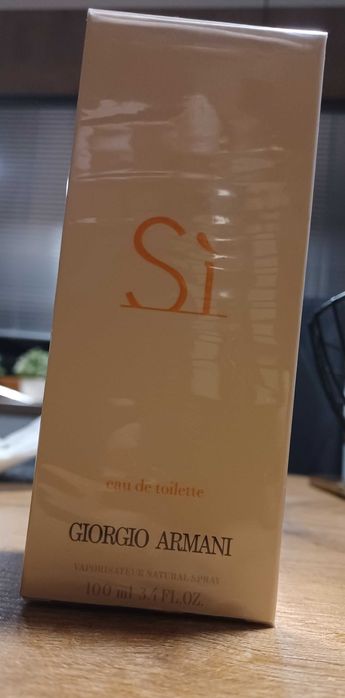 Sì
eau de toilette
GIORGIO ARMANI
VAPORISATEUR NATURAL SPRAY
100 ml 3.4 FL.OZ.